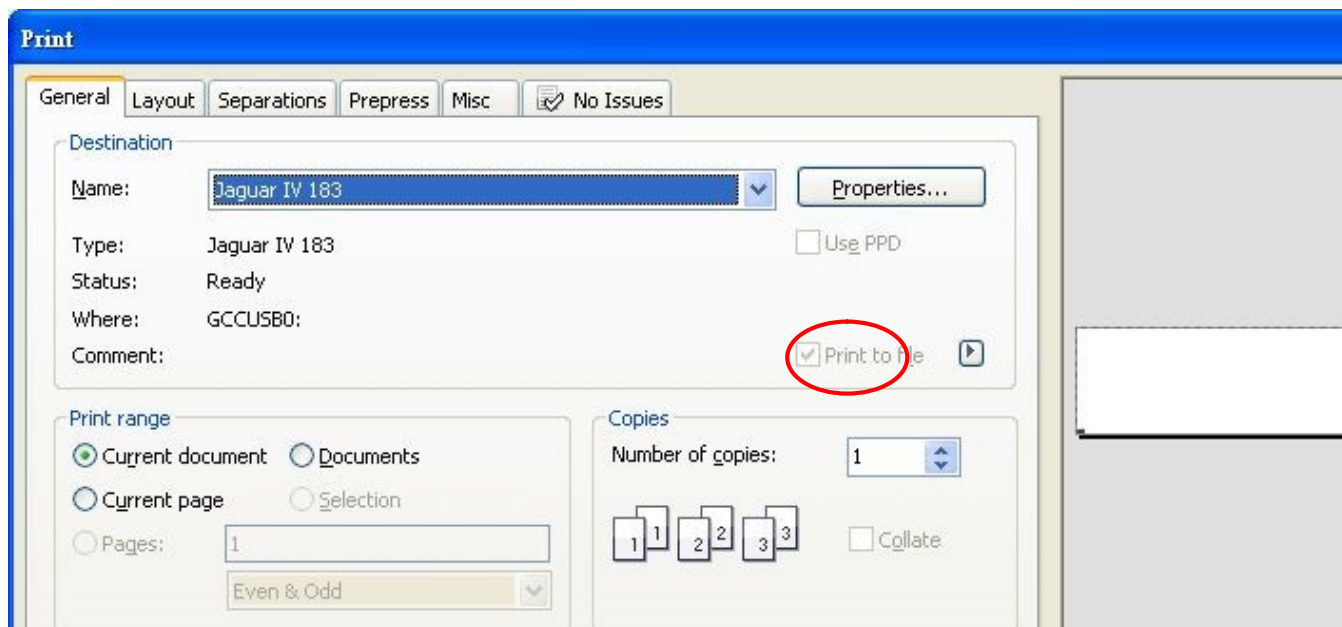 Print
General Layout Separations Prepress Misc No Issues
Destination
Name: Jaguar IV 183 Properties...
Type: Jaguar IV 183 Use PPD
Status: Ready
Where: GCCUSB0:
Comment: Print to file
Print range
Current document Documents
Current page Selection
Pages: 1
Even & Odd
Copies
Number of copies: 1
1 1 2 2 3 3 Collate